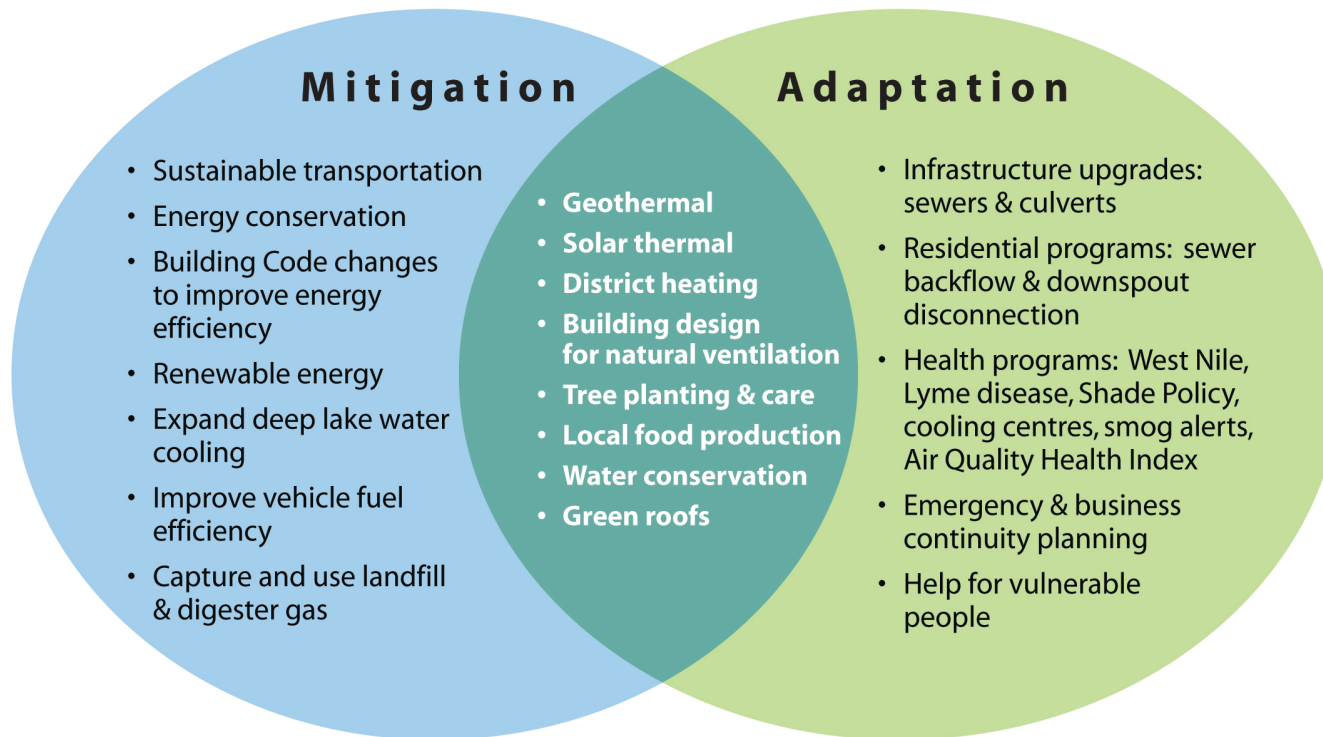 Mitigation
• Sustainable transportation
• Energy conservation
• Building Code changes
to improve energy
efficiency
• Renewable energy
• Expand deep lake water
cooling
• Improve vehicle fuel
efficiency
• Capture and use landfill
& digester gas
• Geothermal
• Solar thermal
• District heating
• Building design
for natural ventilation
• Tree planting & care
• Local food production
• Water conservation
• Green roofs
Adaptation
• Infrastructure upgrades:
sewers & culverts
• Residential programs: sewer
backflow & downspout
disconnection
• Health programs: West Nile,
Lyme disease, Shade Policy,
cooling centres, smog alerts,
Air Quality Health Index
• Emergency & business
continuity planning
• Help for vulnerable
people